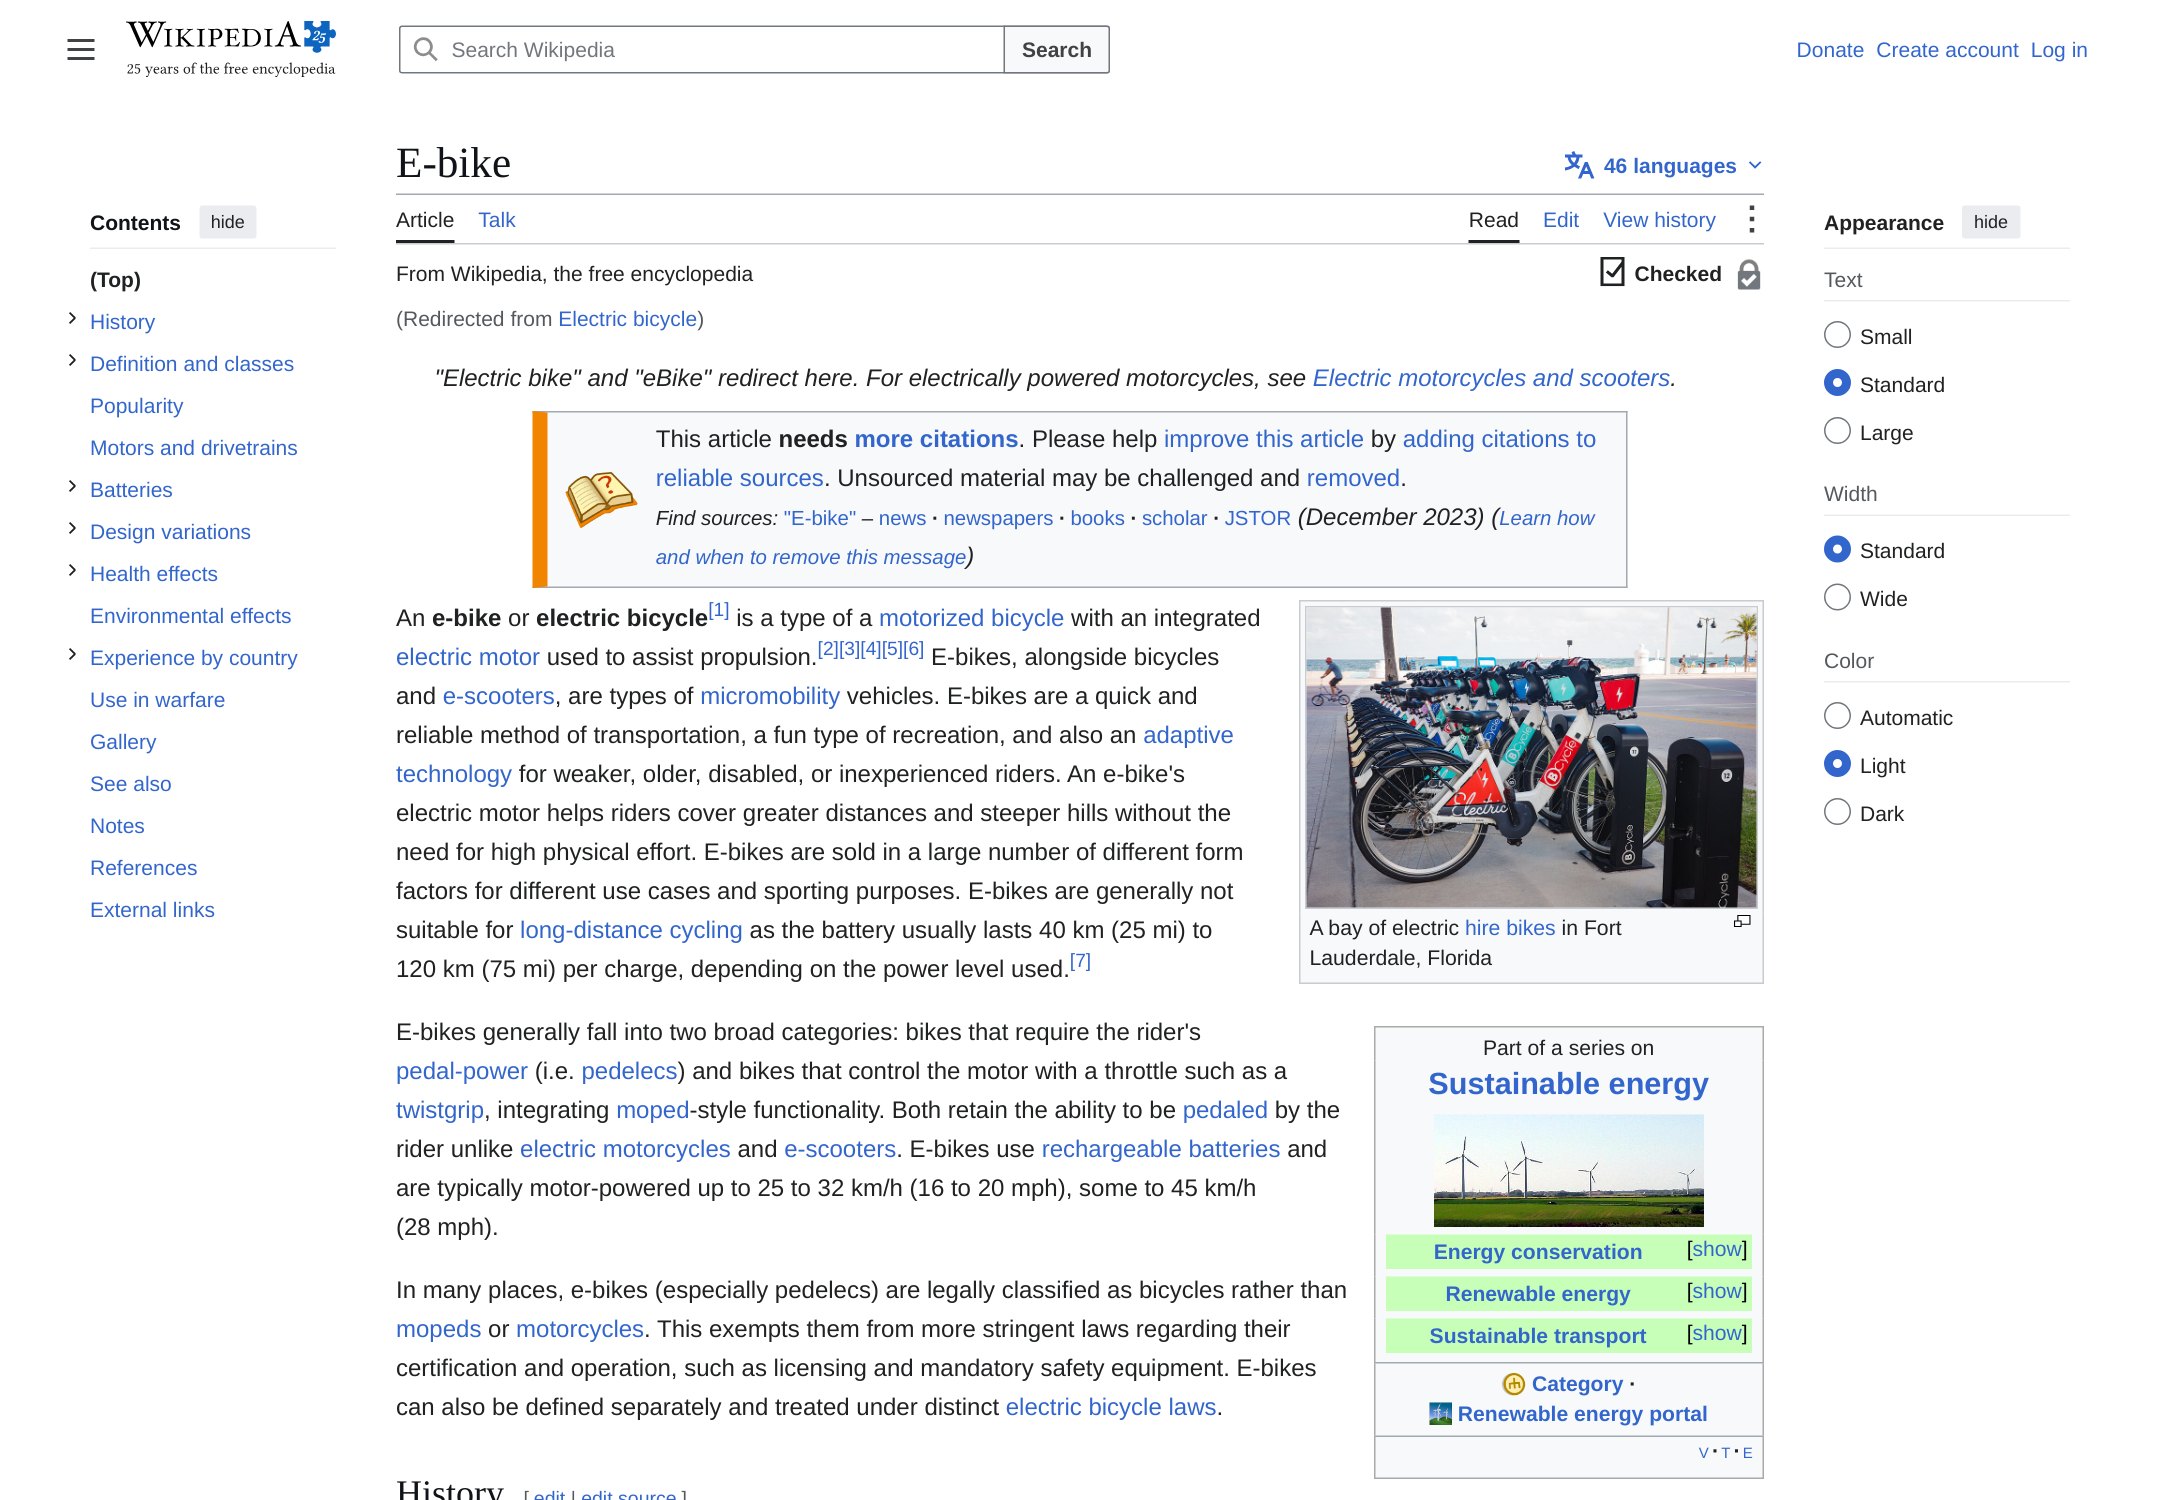 WIKIPEDIA 25
25 years of the free encyclopedia
Search Wikipedia
Search
Donate Create account Log in
Contents hide
(Top)
History
Definition and classes
Popularity
Motors and drivetrains
Batteries
Design variations
Health effects
Environmental effects
Experience by country
Use in warfare
Gallery
See also
Notes
References
External links
E-bike
46 languages
Article Talk
Read Edit View history
From Wikipedia, the free encyclopedia
Checked
(Redirected from Electric bicycle)
"Electric bike" and "eBike" redirect here. For electrically powered motorcycles, see Electric motorcycles and scooters.
This article needs more citations. Please help improve this article by adding citations to
reliable sources. Unsourced material may be challenged and removed.
Find sources: "E-bike" – news · newspapers · books · scholar · JSTOR (December 2023) (Learn how
and when to remove this message)
An e-bike or electric bicycle[1] is a type of a motorized bicycle with an integrated
electric motor used to assist propulsion.[2][3][4][5][6] E-bikes, alongside bicycles
and e-scooters, are types of micromobility vehicles. E-bikes are a quick and
reliable method of transportation, a fun type of recreation, and also an adaptive
technology for weaker, older, disabled, or inexperienced riders. An e-bike's
electric motor helps riders cover greater distances and steeper hills without the
need for high physical effort. E-bikes are sold in a large number of different form
factors for different use cases and sporting purposes. E-bikes are generally not
suitable for long-distance cycling as the battery usually lasts 40 km (25 mi) to
120 km (75 mi) per charge, depending on the power level used.[7]
Electric
BCycle
BCycle
BCycle
Cycle
11
12
A bay of electric hire bikes in Fort
Lauderdale, Florida
E-bikes generally fall into two broad categories: bikes that require the rider's
pedal-power (i.e. pedelecs) and bikes that control the motor with a throttle such as a
twistgrip, integrating moped-style functionality. Both retain the ability to be pedaled by the
rider unlike electric motorcycles and e-scooters. E-bikes use rechargeable batteries and
are typically motor-powered up to 25 to 32 km/h (16 to 20 mph), some to 45 km/h
(28 mph).
In many places, e-bikes (especially pedelecs) are legally classified as bicycles rather than
mopeds or motorcycles. This exempts them from more stringent laws regarding their
certification and operation, such as licensing and mandatory safety equipment. E-bikes
can also be defined separately and treated under distinct electric bicycle laws.
Part of a series on
Sustainable energy
Energy conservation [show]
Renewable energy [show]
Sustainable transport [show]
Category ·
Renewable energy portal
V · T · E
History [ edit | edit source ]
Appearance hide
Text
Small
Standard
Large
Width
Standard
Wide
Color
Automatic
Light
Dark